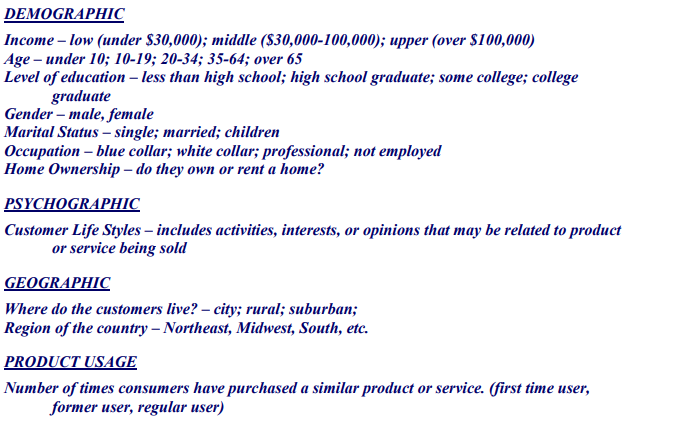 DEMOGRAPHIC
Income – low (under $30,000); middle ($30,000-100,000); upper (over $100,000)
Age – under 10; 10-19; 20-34; 35-64; over 65
Level of education – less than high school; high school graduate; some college; college
graduate
Gender – male, female
Marital Status – single; married; children
Occupation – blue collar; white collar; professional; not employed
Home Ownership – do they own or rent a home?
PSYCHOGRAPHIC
Customer Life Styles – includes activities, interests, or opinions that may be related to product
or service being sold
GEOGRAPHIC
Where do the customers live? – city; rural; suburban;
Region of the country – Northeast, Midwest, South, etc.
PRODUCT USAGE
Number of times consumers have purchased a similar product or service. (first time user,
former user, regular user)